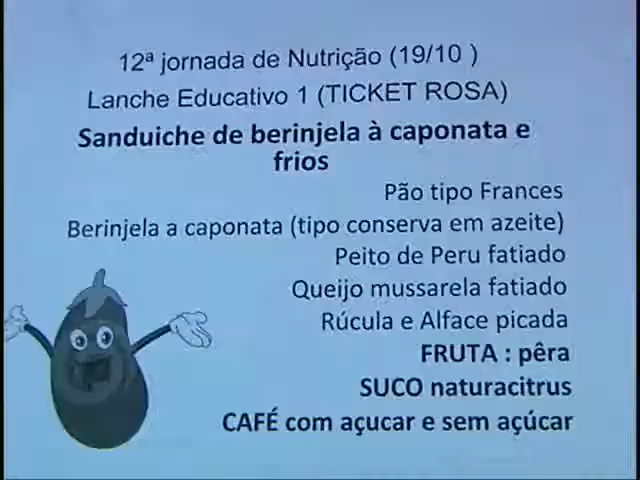 12ª jornada de Nutrição (19/10 )
Lanche Educativo 1 (TICKET ROSA)
Sanduiche de berinjela à caponata e
frios
Pão tipo Frances
Berinjela a caponata (tipo conserva em azeite)
Peito de Peru fatiado
Queijo mussarela fatiado
Rúcula e Alface picada
FRUTA : pêra
SUCO naturacitrus
CAFÉ com açucar e sem açúcar